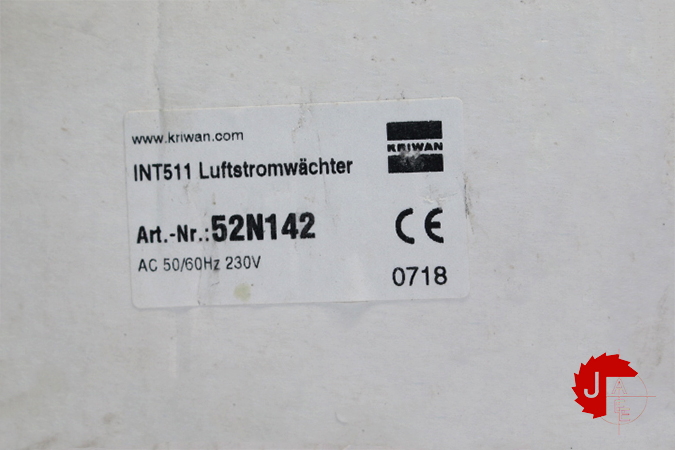 www.kriwan.com
KRIWAN
INT511 Luftstromwächter
Art.-Nr.:52N142
AC 50/60Hz 230V
CE
0718
J